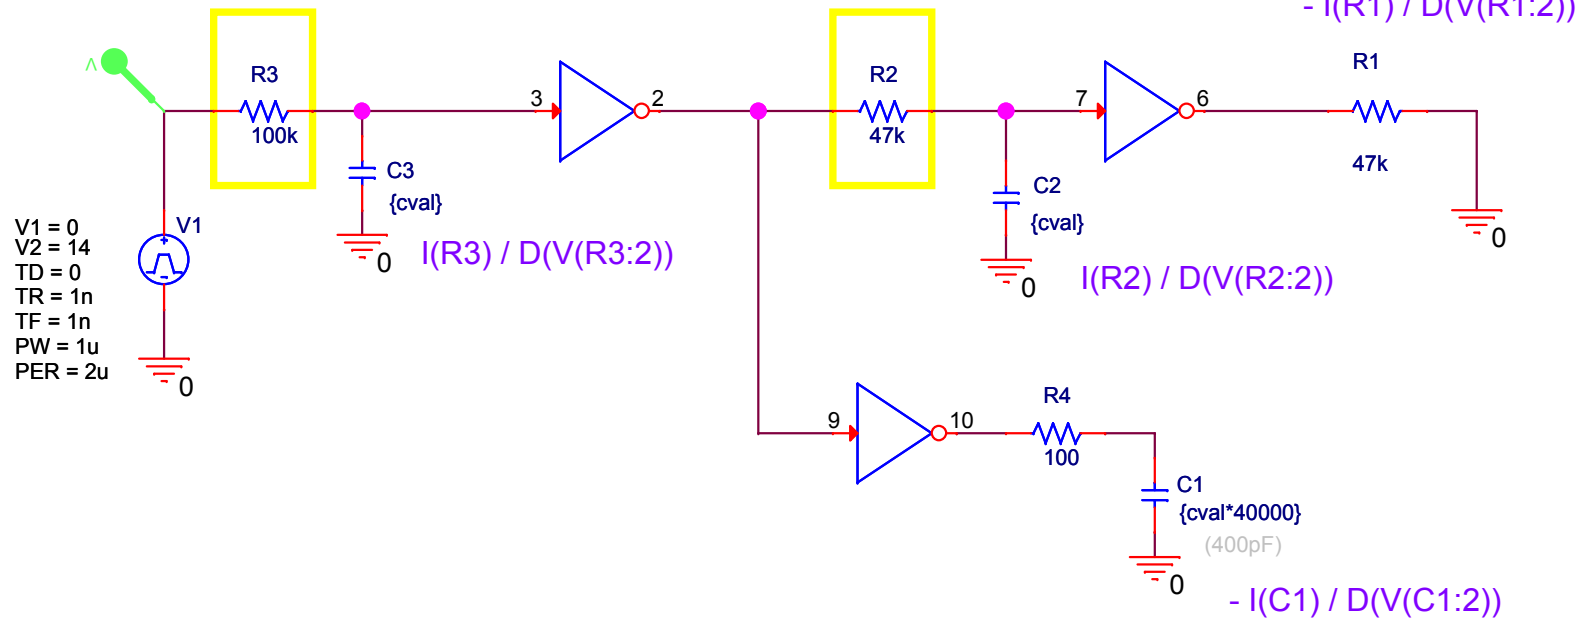 - I(R1) / D(V(R1:2))
V
R3
100k
3
2
R2
47k
7
6
R1
47k
C3
{cval}
0
I(R3) / D(V(R3:2))
C2
{cval}
0
I(R2) / D(V(R2:2))
0
V1
V1 = 0
V2 = 14
TD = 0
TR = 1n
TF = 1n
PW = 1u
PER = 2u
0
9
10
R4
100
C1
{cval*40000}
(400pF)
0
- I(C1) / D(V(C1:2))